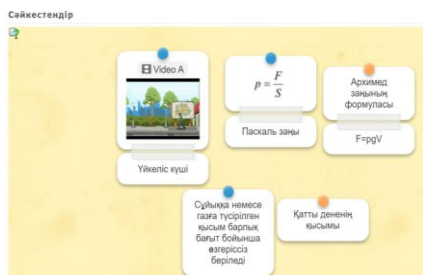 Сәйкестендір
Video A
p = F/S
Архимед
заңының
формуласы
Паскаль заңы
F=pgV
Үйкеліс күші
Сұйыққа немесе
газға түсірілген
қысым барлық
бағыт бойынша
өзгеріссіз
беріледі
Қатты дененің
қысымы